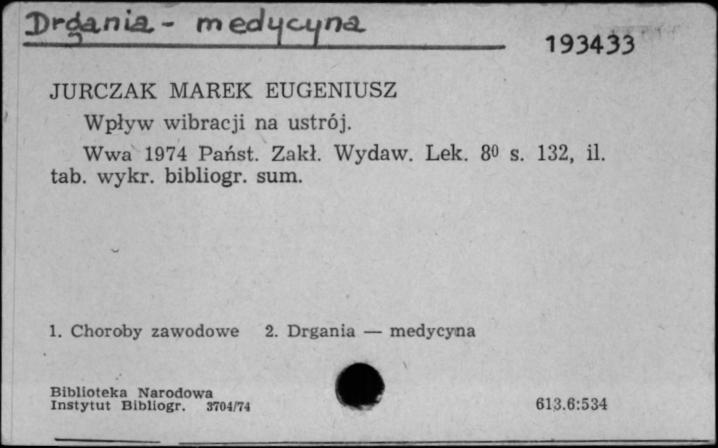 Drgania - medycyna
193433
JURCZAK MAREK EUGENIUSZ
Wpływ wibracji na ustrój.
Wwa 1974 Państ. Zakł. Wydaw. Lek. 8⁰ s. 132, il.
tab. wykr. bibliogr. sum.
1. Choroby zawodowe 2. Drgania — medycyna
Biblioteka Narodowa
Instytut Bibliogr. 3704/74
613.6:534